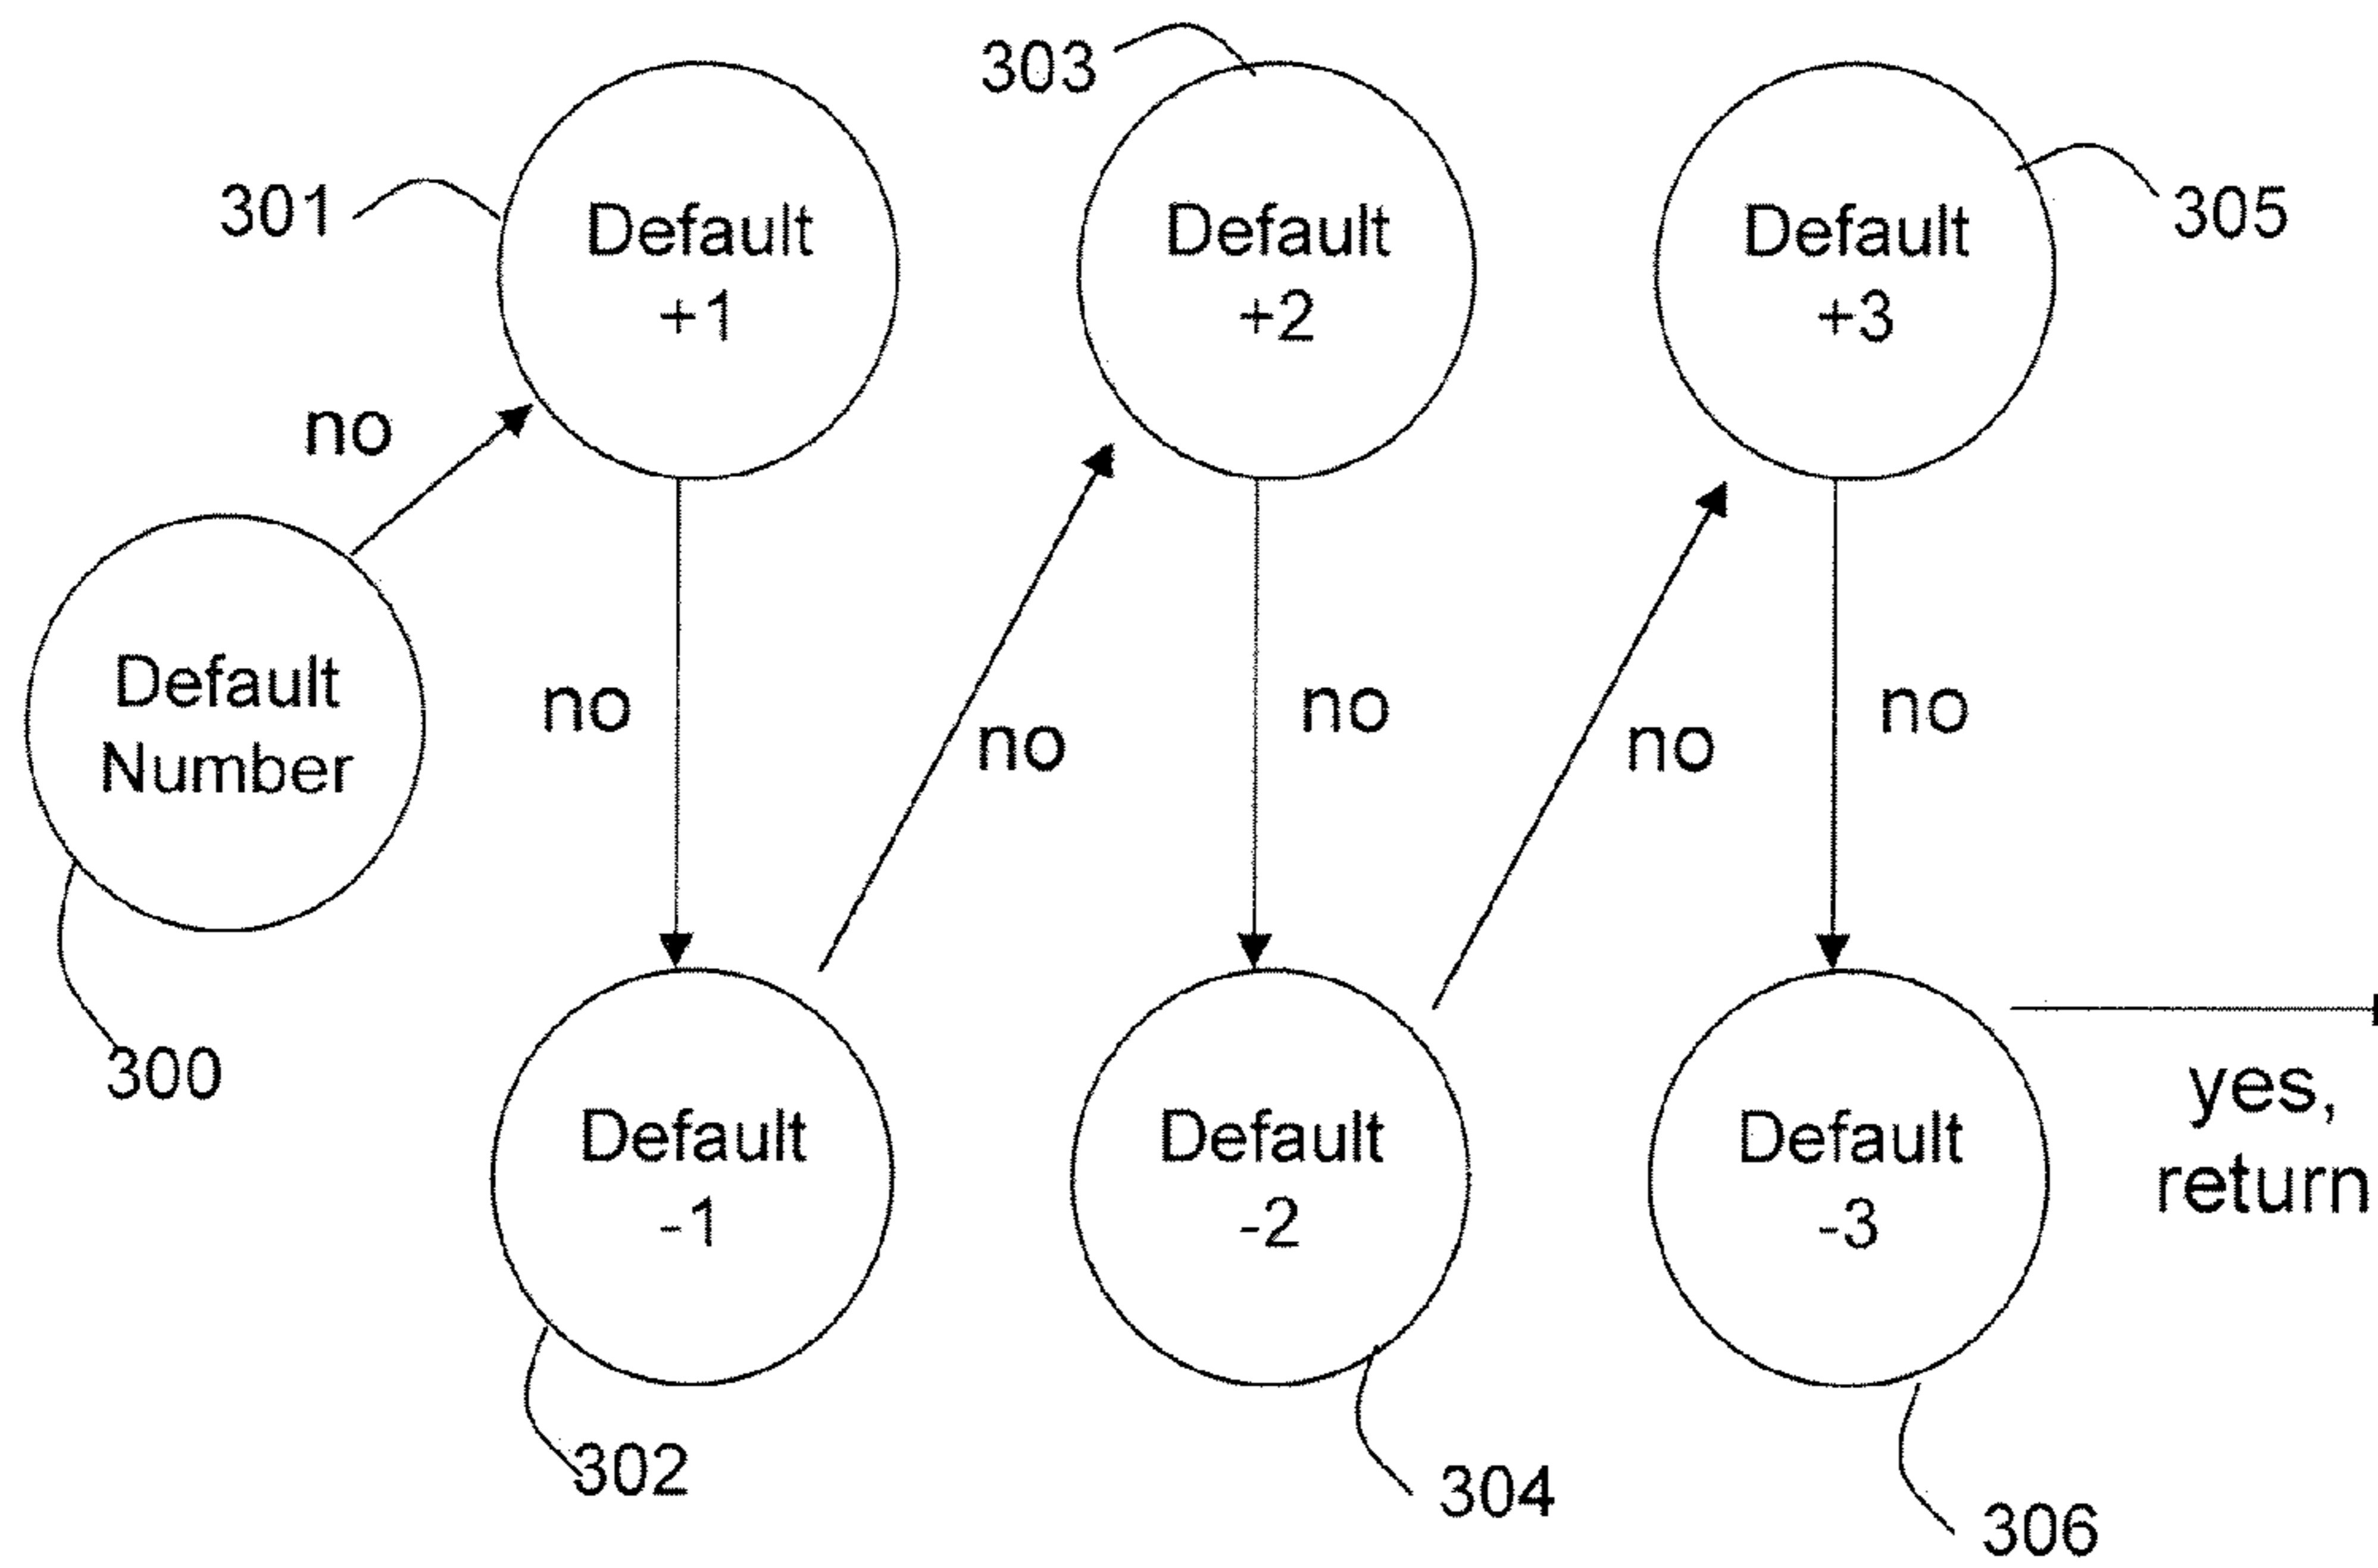 303
301
Default
+1
Default
+2
Default
+3
305
no
Default
Number
no
no
no
no
no
300
Default
-1
Default
-2
Default
-3
yes,
return
302
304
306